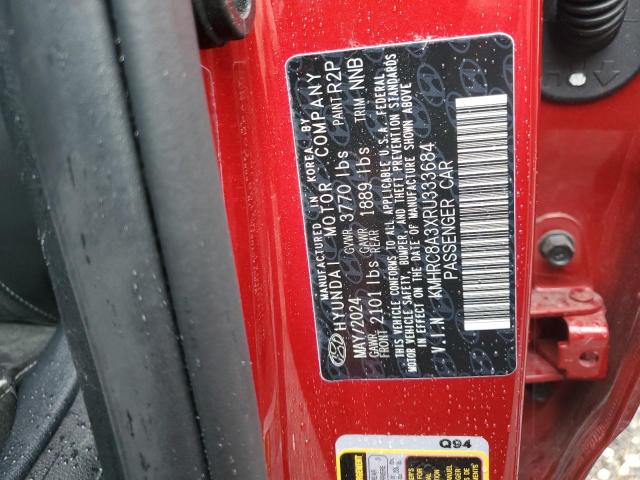 MANUFACTURED IN KOREA BY
HYUNDAI MOTOR COMPANY
MAY/2024 GVWR 3770 lbs PAINT R2P
GAWR FRONT 2101 lbs GAWR REAR 1889 lbs TRIM NNB
THIS VEHICLE CONFORMS TO ALL APPLICABLE U.S.A. FEDERAL
MOTOR VEHICLE SAFETY, BUMPER, AND THEFT PREVENTION STANDARDS
IN EFFECT ON THE DATE OF MANUFACTURE SHOWN ABOVE
V.I.N: KMHRC8A3XRU333684
PASSENGER CAR
Q94